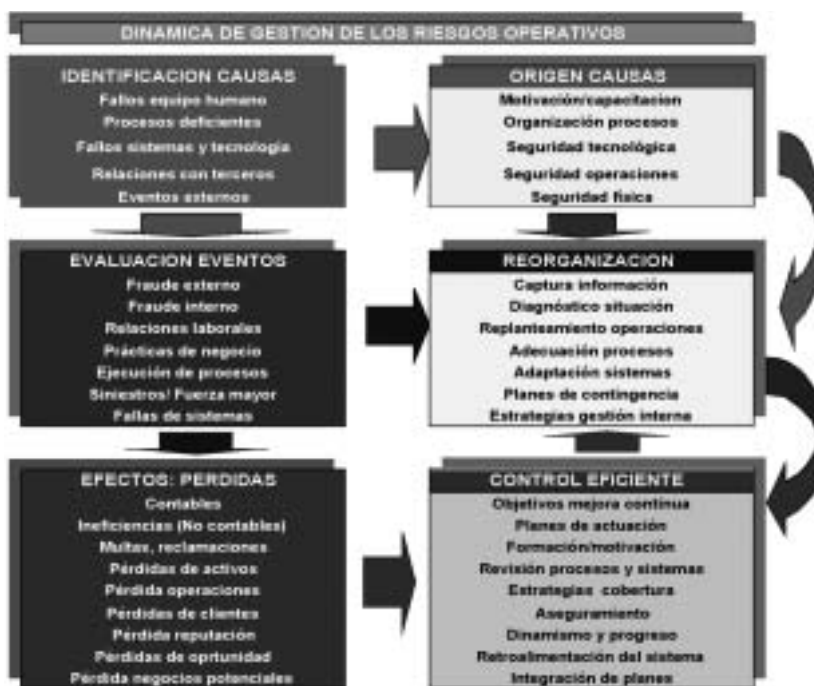 DINAMICA DE GESTION DE LOS RIESGOS OPERATIVOS
IDENTIFICACION CAUSAS
Fallos equipo humano
Procesos deficientes
Fallos sistemas y tecnologia
Relaciones con terceros
Eventos externos
ORIGEN CAUSAS
Motivación/capacitacion
Organización procesos
Seguridad tecnológica
Seguridad operaciones
Seguridad fisica
EVALUACION EVENTOS
Fraude externo
Fraude interno
Relaciones laborales
Prácticas de negocio
Ejecución de procesos
Siniestros/ Fuerza mayor
Fallas de sistemas
REORGANIZACION
Captura información
Diagnóstico situación
Replanteamiento operaciones
Adecuación procesos
Adaptación sistemas
Planes de contingencia
Estrategias gestión interna
EFECTOS: PERDIDAS
Contables
Ineficiencias (No contables)
Multas, reclamaciones
Pérdidas de activos
Pérdida operaciones
Pérdidas de clientes
Pérdida reputación
Pérdidas de oprtunidad
Pérdida negocios potenciales
CONTROL EFICIENTE
Objetivos mejora continua
Planes de actuación
Formación/motivación
Revisión procesos y sistemas
Estrategias cobertura
Aseguramiento
Dinamismo y progreso
Retroalimentación del sistema
Integración de planes